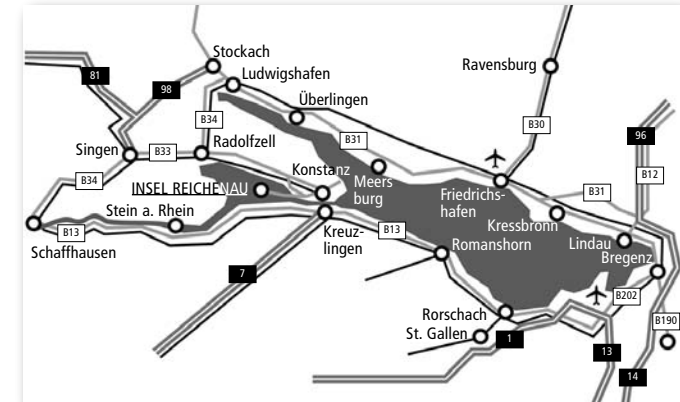 Stockach
81
98
Ludwigshafen
Ravensburg
Überlingen
B34
B31
B30
96
Singen
B33
Radolfzell
Konstanz
Meers
burg
B34
INSEL REICHENAU
Friedrichs-
hafen
B31
B12
Stein a. Rhein
Kressbronn
B13
Schaffhausen
Kreuz-
lingen
B13
Romanshorn
Lindau
Bregenz
7
B202
Rorschach
St. Gallen
1
B190
13
14